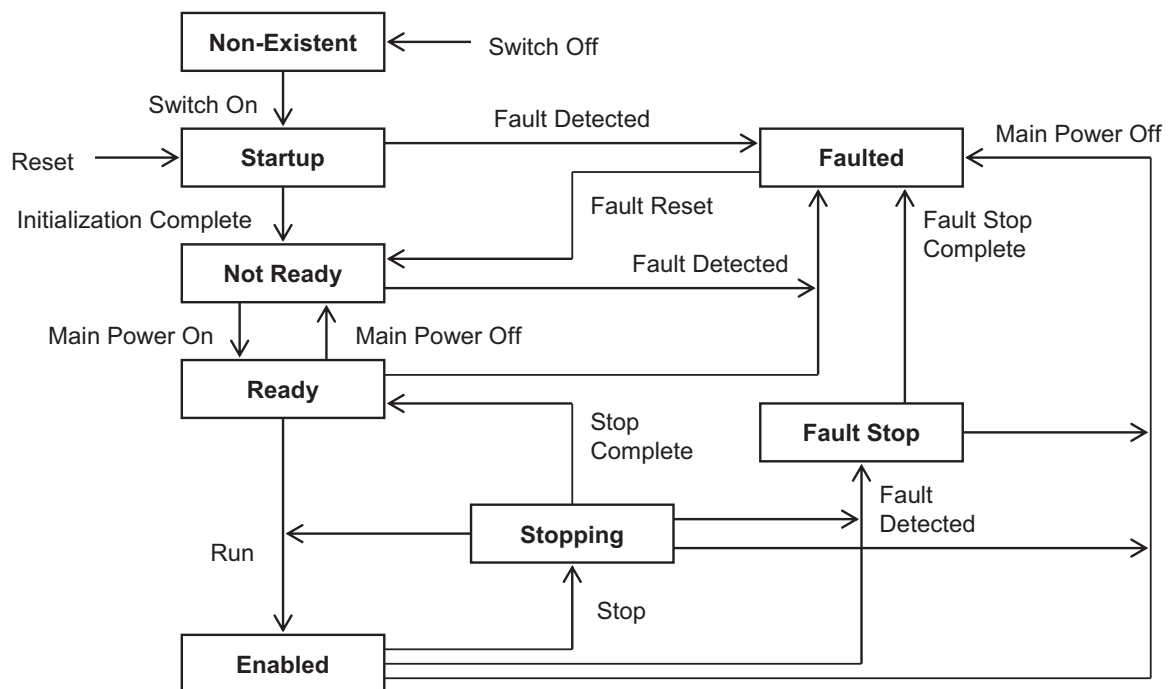 Non-Existent
Switch Off
Switch On
Fault Detected
Main Power Off
Reset
Startup
Faulted
Initialization Complete
Fault Reset
Fault Stop
Complete
Not Ready
Fault Detected
Main Power On
Main Power Off
Ready
Stop
Complete
Fault Stop
Fault
Detected
Stopping
Run
Stop
Enabled